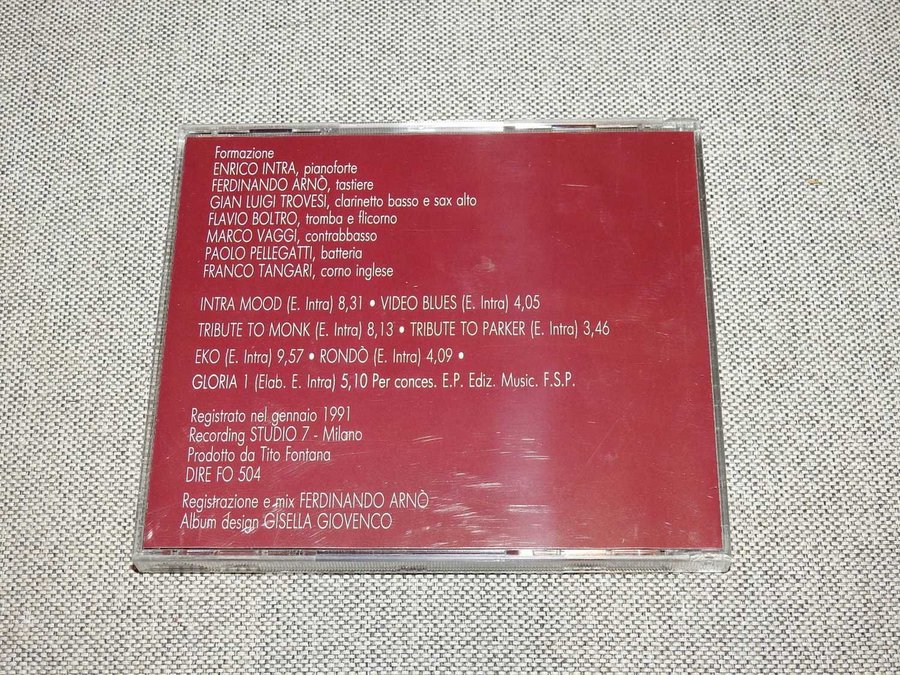 Formazione
ENRICO INTRA, pianoforte
FERDINANDO ARNÒ, tastiere
GIAN LUIGI TROVESI, clarinetto basso e sax alto
FLAVIO BOLTRO, tromba e flicorno
MARCO VAGGI, contrabbasso
PAOLO PELLEGATTI, batteria
FRANCO TANGARI, corno inglese
INTRA MOOD (E. Intra) 8,31 • VIDEO BLUES (E. Intra) 4,05
TRIBUTE TO MONK (E. Intra) 8,13 • TRIBUTE TO PARKER (E. Intra) 3,46
EKO (E. Intra) 9,57 • RONDÒ (E. Intra) 4,09 •
GLORIA 1 (Elab. E. Intra) 5,10 Per conces. E.P. Ediz. Music. F.S.P.
Registrato nel gennaio 1991
Recording STUDIO 7 - Milano
Prodotto da Tito Fontana
DIRE FO 504
Registrazione e mix FERDINANDO ARNÒ
Album design GISELLA GIOVENCO